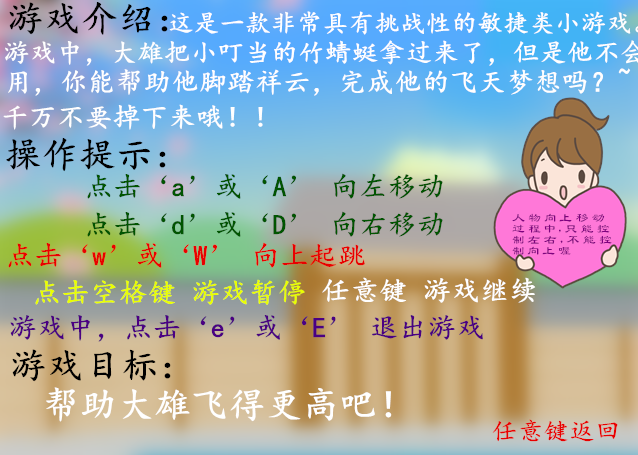 游戏介绍:这是一款非常具有挑战性的敏捷类小游戏。
游戏中，大雄把小叮当的竹蜻蜓拿过来了，但是他不会
用，你能帮助他脚踏祥云，完成他的飞天梦想吗？~
千万不要掉下来哦！！
操作提示:
点击‘a’或‘A’ 向左移动
点击‘d’或‘D’ 向右移动
点击‘w’或‘W’ 向上起跳
人物向上移动
过程中,只能控
制左右,不能控
制向上喔
点击空格键 游戏暂停 任意键 游戏继续
游戏中，点击‘e’或‘E’ 退出游戏
游戏目标:
帮助大雄飞得更高吧！
任意键返回